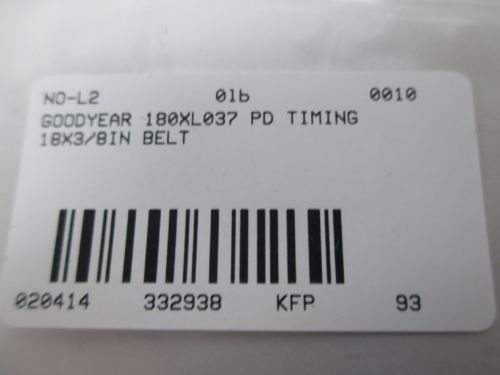 NO-L2 01b 0010
GOODYEAR 180XL037 PD TIMING
18X3/8IN BELT
020414 332938 KFP 93